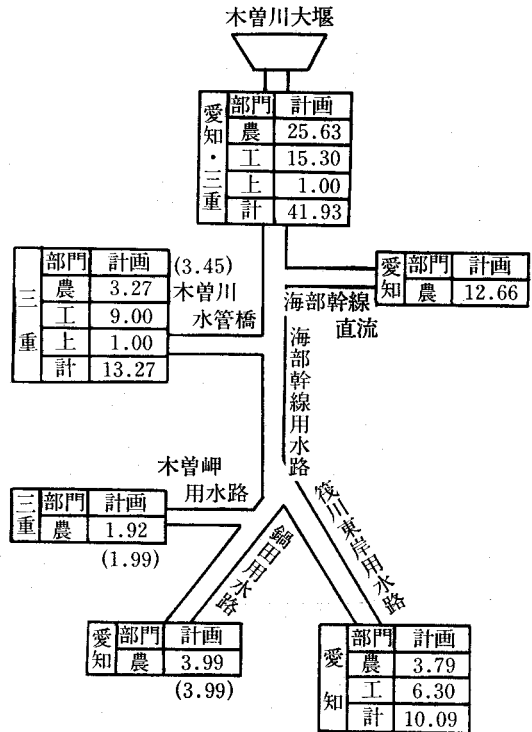 木曽川大堰
愛知・三重
部門 計画
農 25.63
工 15.30
上 1.00
計 41.93
三重
部門 計画
農 3.27
工 9.00
上 1.00
計 13.27
(3.45)
木曽川
水管橋
愛知
部門 計画
農 12.66
海部幹線
直流
海部幹線用水路
木曽岬
用水路
三重
部門 計画
農 1.92
(1.99)
鍋田用水路
筏川東岸用水路
愛知
部門 計画
農 3.99
(3.99)
愛知
部門 計画
農 3.79
工 6.30
計 10.09